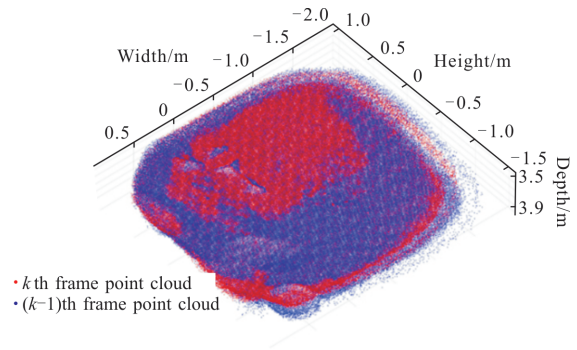 Width/m
0.5
0
−0.5
−1.0
−1.5
−2.0
1.0
0.5
0
−0.5
−1.0
−1.5
Height/m
3.5
3.9
Depth/m
k th frame point cloud
(k−1)th frame point cloud